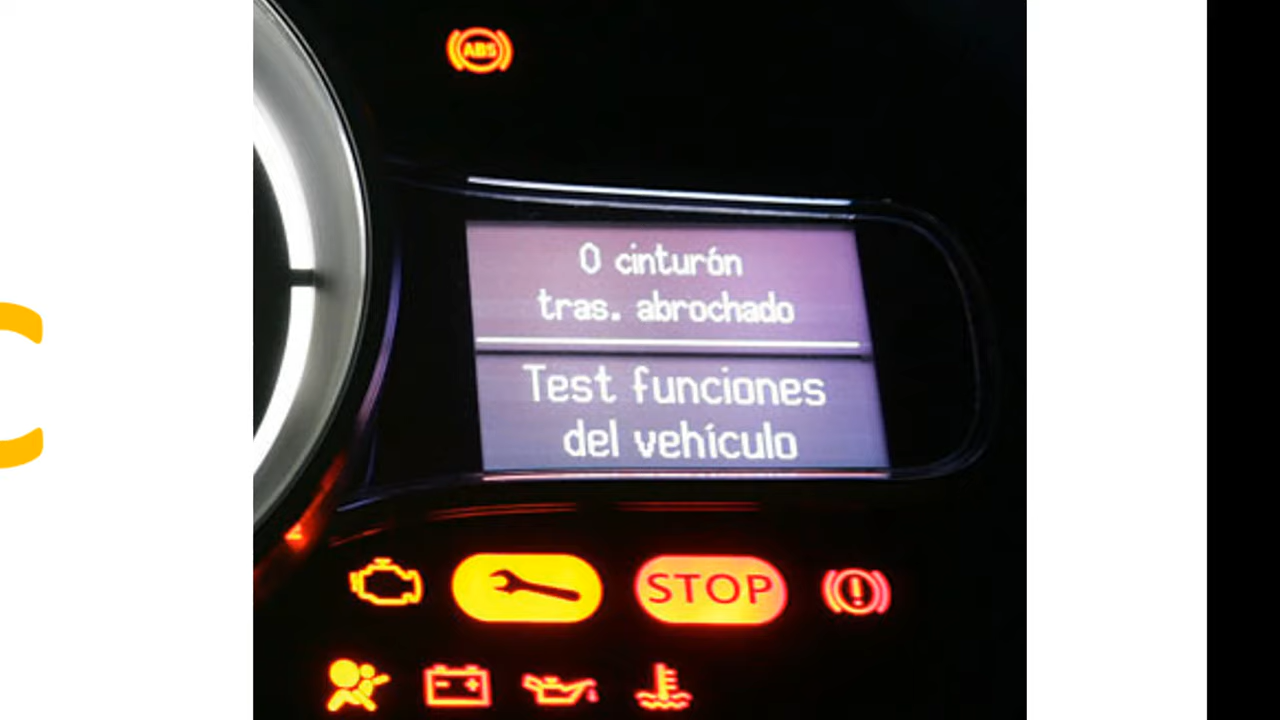 ABS
0 cinturón
tras. abrochado
Test funciones
del vehículo
STOP